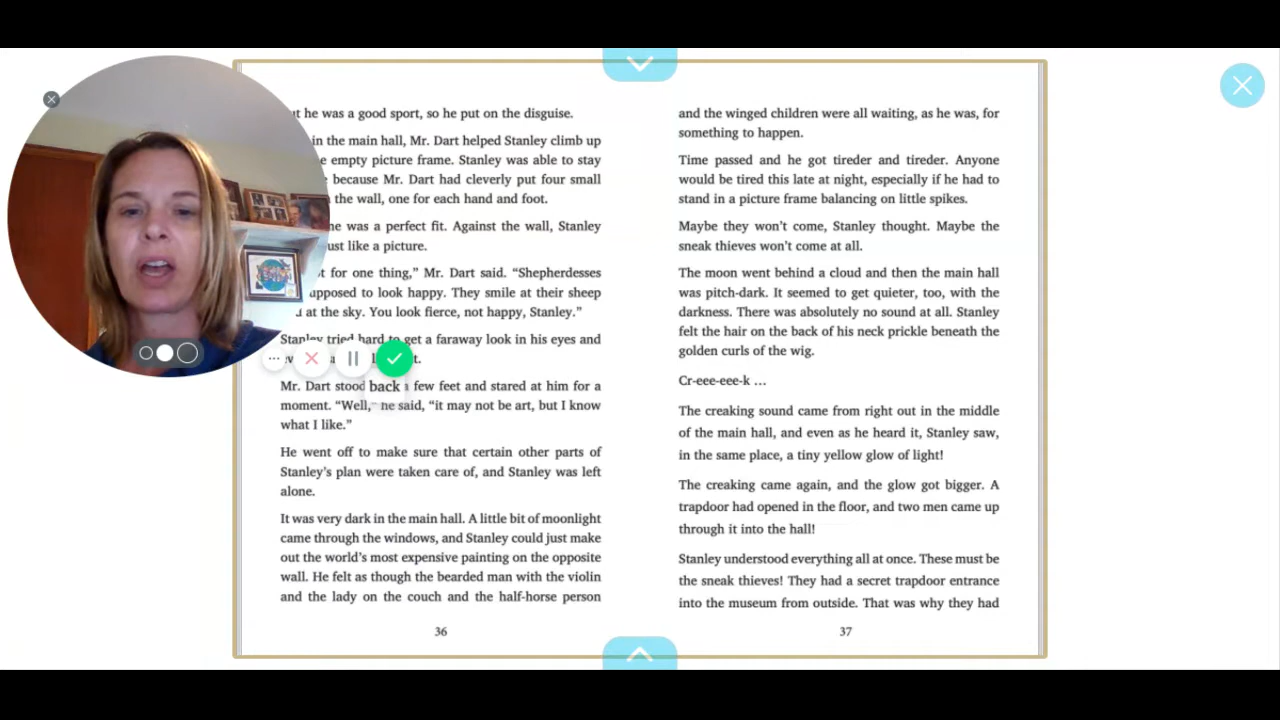 he was a good sport, so he put on the disguise.
in the main hall, Mr. Dart helped Stanley climb up
empty picture frame. Stanley was able to stay
because Mr. Dart had cleverly put four small
the wall, one for each hand and foot.
was a perfect fit. Against the wall, Stanley
just like a picture.
for one thing,” Mr. Dart said. “Shepherdesses
supposed to look happy. They smile at their sheep
at the sky. You look fierce, not happy, Stanley.”
Stanley tried hard to get a faraway look in his eyes and
Mr. Dart stood back a few feet and stared at him for a
moment. “Well,” he said, “it may not be art, but I know
what I like.”
He went off to make sure that certain other parts of
Stanley’s plan were taken care of, and Stanley was left
alone.
It was very dark in the main hall. A little bit of moonlight
came through the windows, and Stanley could just make
out the world’s most expensive painting on the opposite
wall. He felt as though the bearded man with the violin
and the lady on the couch and the half-horse person
36
and the winged children were all waiting, as he was, for
something to happen.
Time passed and he got tireder and tireder. Anyone
would be tired this late at night, especially if he had to
stand in a picture frame balancing on little spikes.
Maybe they won’t come, Stanley thought. Maybe the
sneak thieves won’t come at all.
The moon went behind a cloud and then the main hall
was pitch-dark. It seemed to get quieter, too, with the
darkness. There was absolutely no sound at all. Stanley
felt the hair on the back of his neck prickle beneath the
golden curls of the wig.
Cr-eee-eee-k …
The creaking sound came from right out in the middle
of the main hall, and even as he heard it, Stanley saw,
in the same place, a tiny yellow glow of light!
The creaking came again, and the glow got bigger. A
trapdoor had opened in the floor, and two men came up
through it into the hall!
Stanley understood everything all at once. These must be
the sneak thieves! They had a secret trapdoor entrance
into the museum from outside. That was why they had
37